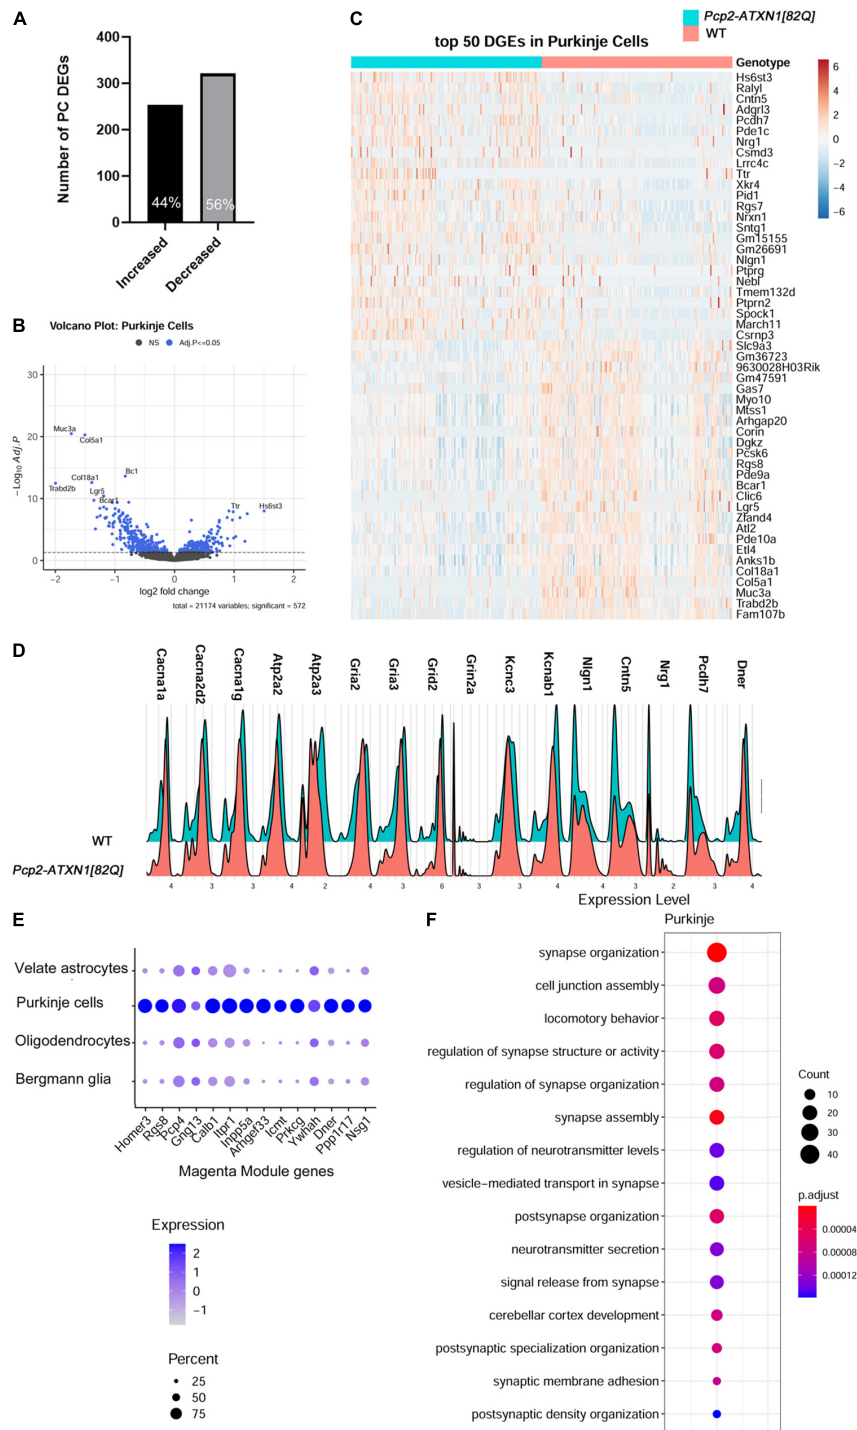 A
400
300
200
100
0
Number of PC DEGs
44%
56%
Increased
Decreased
B
Volcano Plot: Purkinje Cells
NS
Adj.P<=0.05
30
20
10
0
−Log10 Adj.P
Muc3a
Col5a1
Bc1
Col18a1
Trabd2b
Lgr5
Bcar1
Ttr
Hs6st3
−2
−1
0
1
2
log2 fold change
total = 21174 variables; significant = 572
C
Pcp2-ATXN1[82Q]
WT
top 50 DGEs in Purkinje Cells
Genotype
Hs6st3
Ralyl
Cntn5
Adgrl3
Pcdh7
Pde1c
Nrg1
Csmd3
Lrrc4c
Ttr
Xkr4
Pid1
Rgs7
Nrxn1
Sntg1
Gm15155
Gm26691
Nlgn1
Ptprg
Nebl
Tmem132d
Ptprn2
Spock1
March11
Csrnp3
Slc9a3
Gm36723
9630028H03Rik
Gm47591
Gas7
Myo10
Mtss1
Arhgap20
Corin
Dgkz
Pcsk6
Rgs8
Pde9a
Bcar1
Clic6
Lgr5
Zfand4
Atl2
Pde10a
Etl4
Anks1b
Col18a1
Col5a1
Muc3a
Trabd2b
Fam107b
6
4
2
0
−2
−4
−6
D
Cacna1a
Cacna2d2
Cacna1g
Atp2a2
Atp2a3
Gria2
Gria3
Grid2
Grin2a
Kcnc3
Kcnab1
Nlgn1
Cntn5
Nrg1
Pcdh7
Dner
WT
Pcp2-ATXN1[82Q]
4 3 3 4 2 4 3 6 3 3 4 4 3 2 3 4
Expression Level
E
Velate astrocytes
Purkinje cells
Oligodendrocytes
Bergmann glia
Homer3
Rgs8
Pcp4
Gng13
Calb1
Itpr1
Inpp5a
Arhgef33
Icmt
Prkcg
Ywhah
Dner
Ppp1r17
Nsg1
Magenta Module genes
Expression
2
1
0
−1
Percent
25
50
75
F
Purkinje
synapse organization
cell junction assembly
locomotory behavior
regulation of synapse structure or activity
regulation of synapse organization
synapse assembly
regulation of neurotransmitter levels
vesicle−mediated transport in synapse
postsynapse organization
neurotransmitter secretion
signal release from synapse
cerebellar cortex development
postsynaptic specialization organization
synaptic membrane adhesion
postsynaptic density organization
Count
10
20
30
40
p.adjust
0.00004
0.00008
0.00012